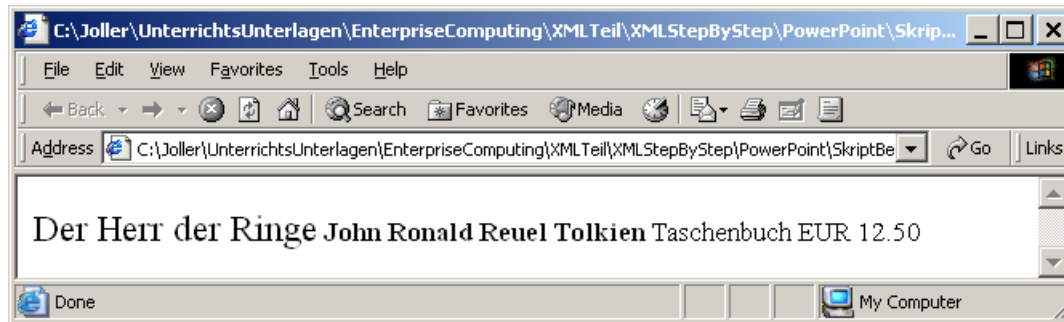 C:\Joller\UnterrichtsUnterlagen\EnterpriseComputing\XMLTeil\XMLStepByStep\PowerPoint\Skrip...
File Edit View Favorites Tools Help
Back Search Favorites Media
Address C:\Joller\UnterrichtsUnterlagen\EnterpriseComputing\XMLTeil\XMLStepByStep\PowerPoint\SkriptBe Go Links
Der Herr der Ringe John Ronald Reuel Tolkien Taschenbuch EUR 12.50
Done My Computer